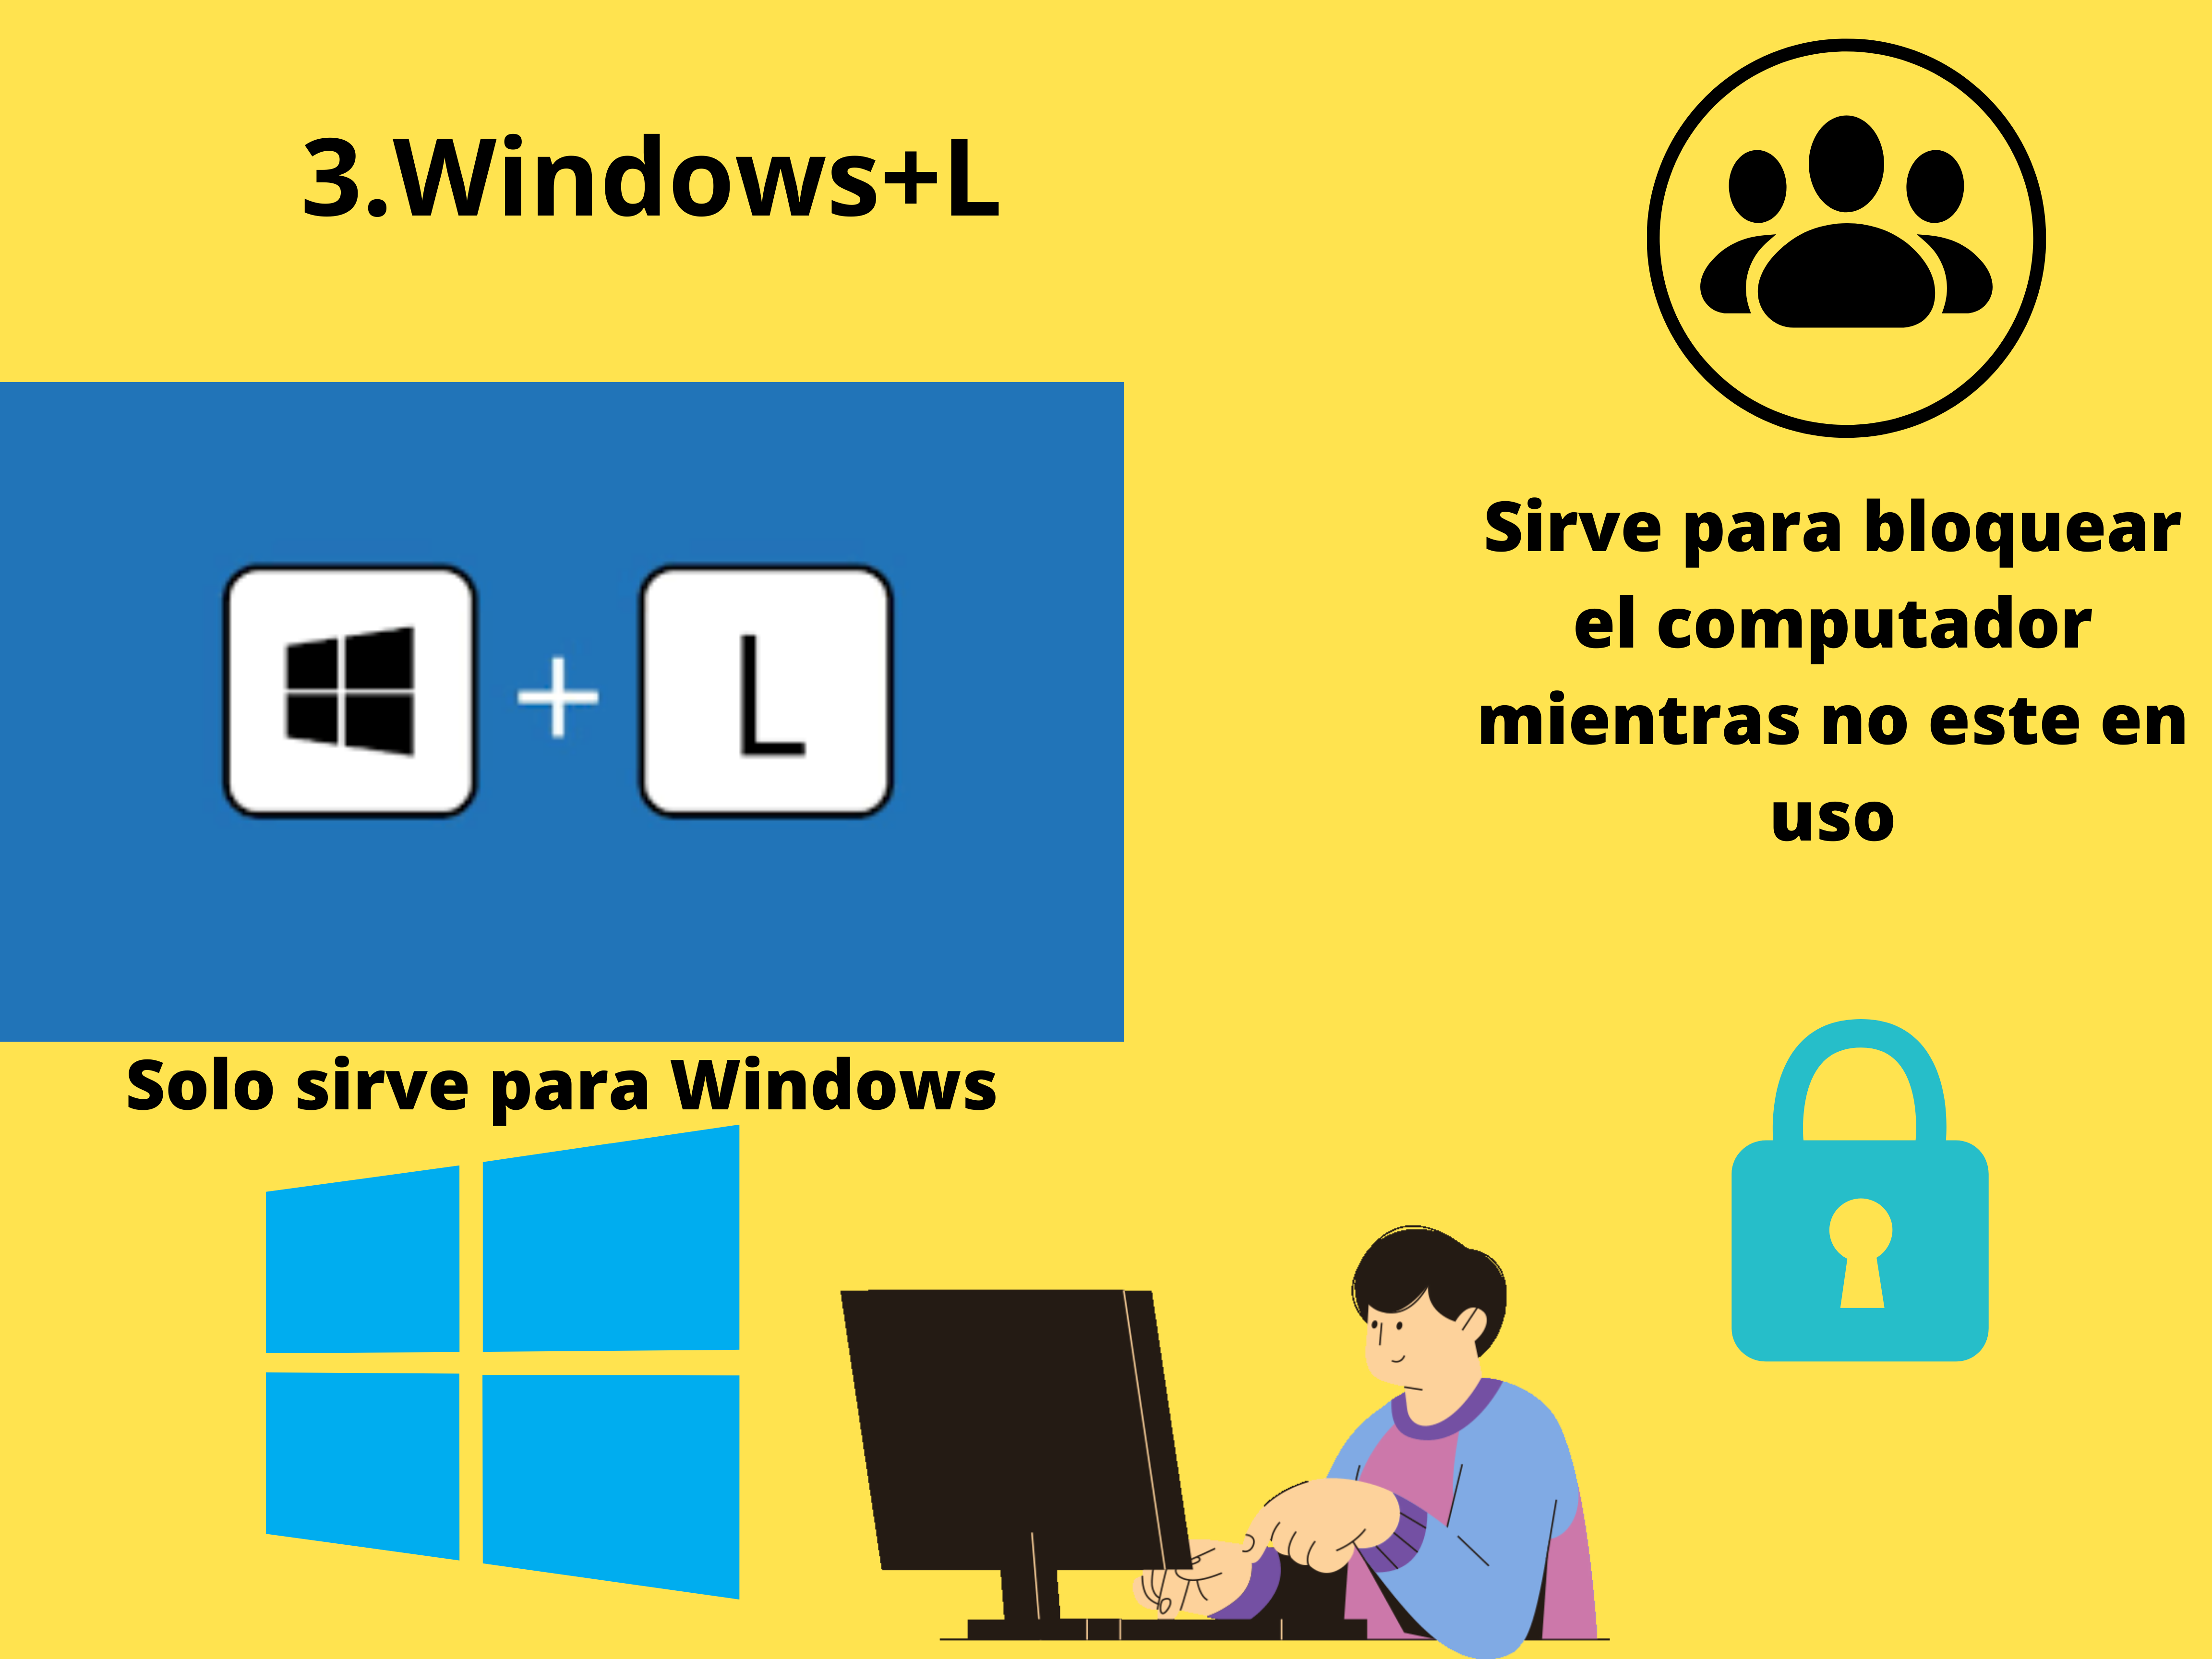 3.Windows+L
+ L
Solo sirve para Windows
Sirve para bloquear
el computador
mientras no este en
uso